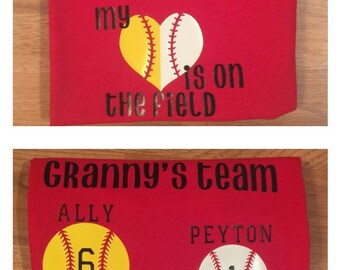 my
is on
the field
Granny's team
ALLY
PEYTON
6